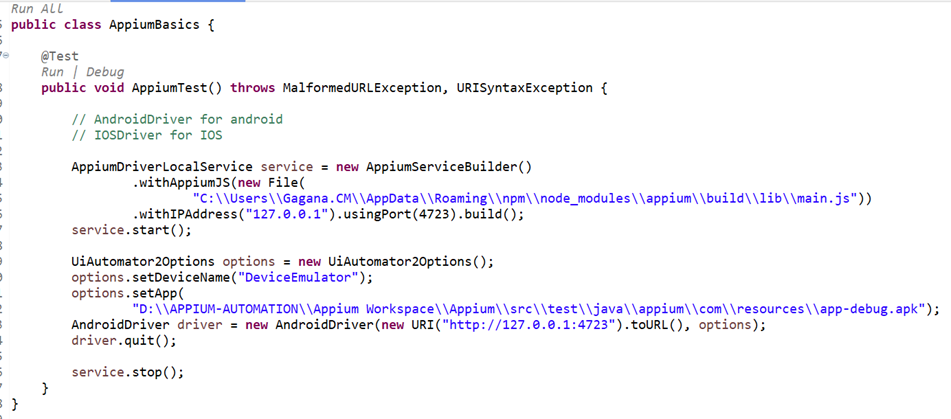 Run All
public class AppiumBasics {
@Test
Run | Debug
public void AppiumTest() throws MalformedURLException, URISyntaxException {
// AndroidDriver for android
// IOSDriver for IOS
AppiumDriverLocalService service = new AppiumServiceBuilder()
.withAppiumJS(new File(
"C:\\Users\\Gagana.CM\\AppData\\Roaming\\npm\\node_modules\\appium\\build\\lib\\main.js"))
.withIPAddress("127.0.0.1").usingPort(4723).build();
service.start();
UiAutomator2Options options = new UiAutomator2Options();
options.setDeviceName("DeviceEmulator");
options.setApp(
"D:\\APPIUM-AUTOMATION\\Appium Workspace\\Appium\\src\\test\\java\\appium\\com\\resources\\app-debug.apk");
AndroidDriver driver = new AndroidDriver(new URI("http://127.0.0.1:4723").toURL(), options);
driver.quit();
service.stop();
}
}